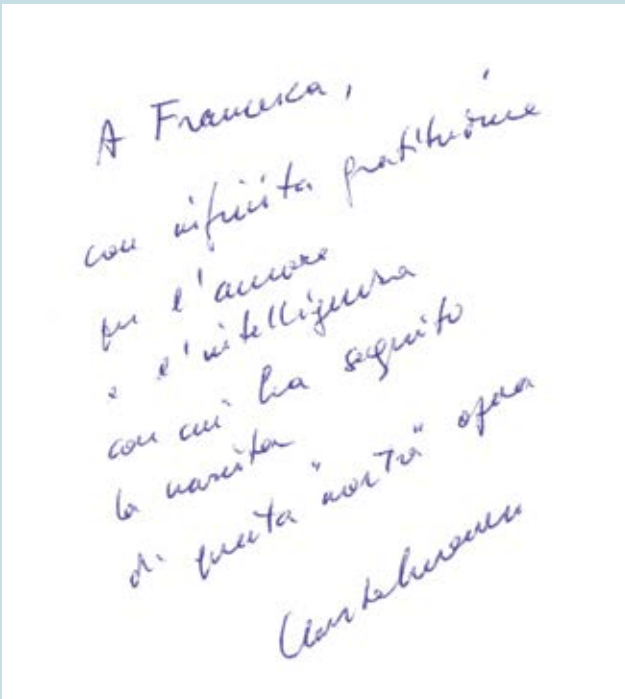 A Francesca,
con infinita gratitudine
per l'amore
e l'intelligenza
con cui ha seguito
la nascita
di questa "nostra" opera